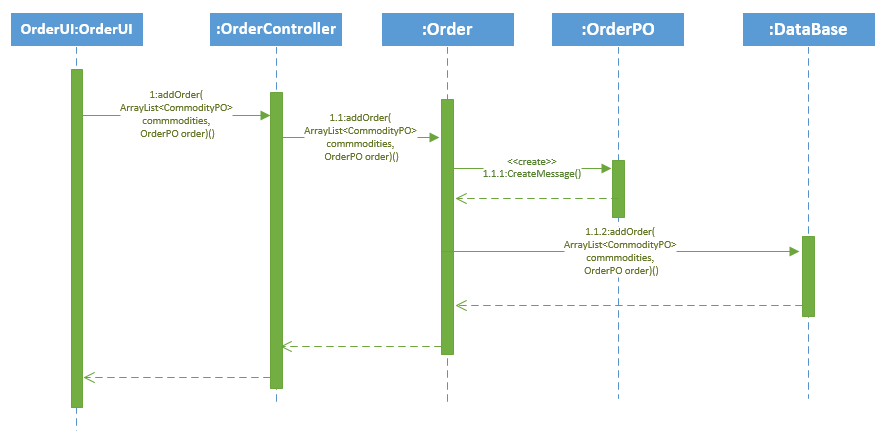 OrderUI:OrderUI
:OrderController
:Order
:OrderPO
:DataBase
1:addOrder(
ArrayList<CommodityPO>
commmodities,
OrderPO order)()
1.1:addOrder(
ArrayList<CommodityPO>
commmodities,
OrderPO order)()
<<create>>
1.1.1:CreateMessage()
1.1.2:addOrder(
ArrayList<CommodityPO>
commmodities,
OrderPO order)()